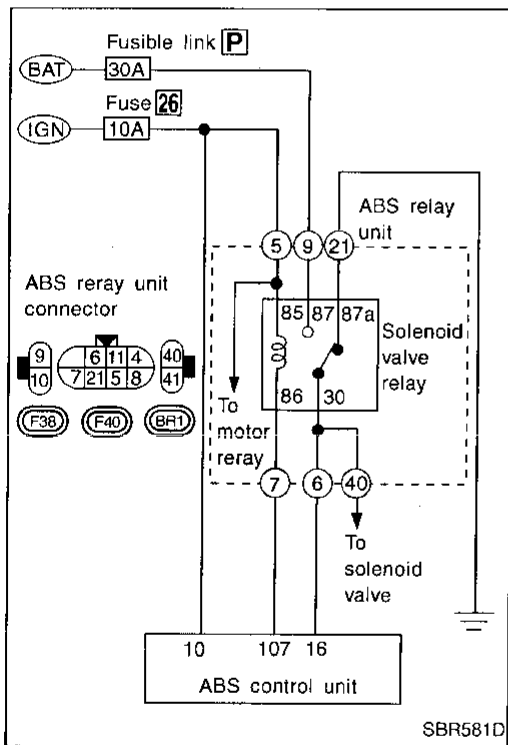 Fusible link P
BAT 30A
Fuse 26
IGN 10A
ABS relay unit
5 9 21
ABS reray unit connector
9 6 11 4 40
10 7 21 5 8 41
F38 F40 BR1
85 87 87a
Solenoid valve relay
86 30
To motor reray
7 6 40
To solenoid valve
10 107 16
ABS control unit
SBR581D